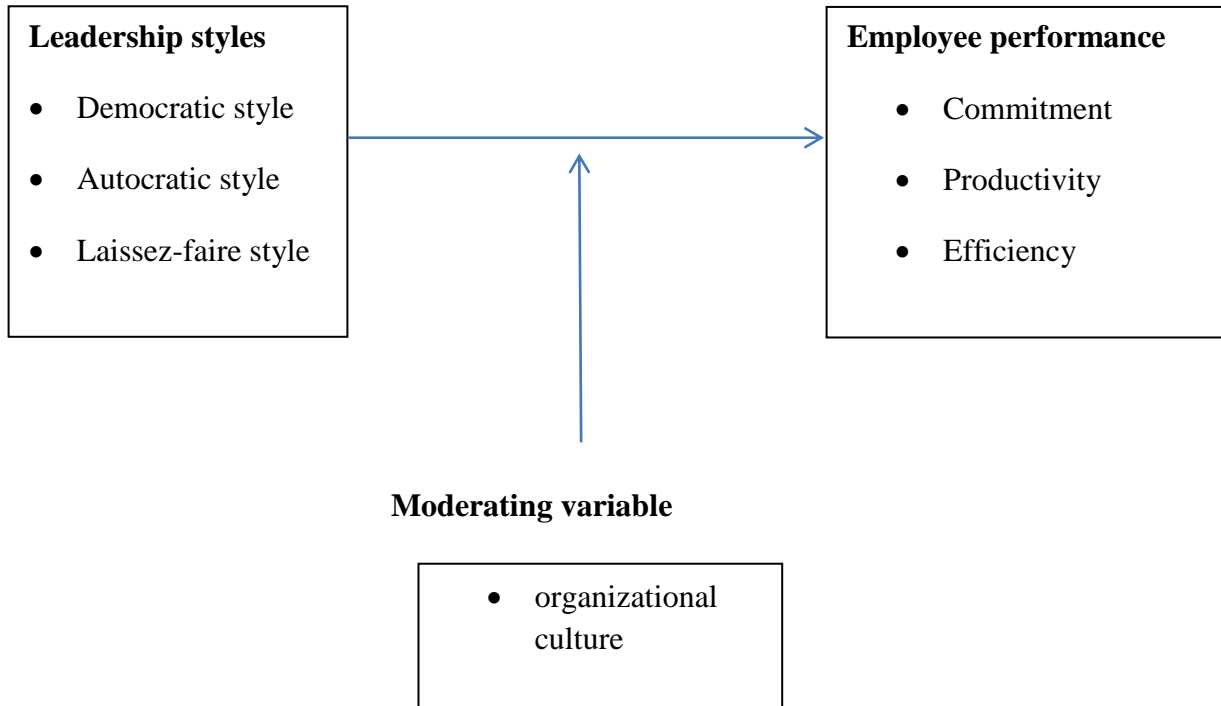 Leadership styles
• Democratic style
• Autocratic style
• Laissez-faire style
Employee performance
• Commitment
• Productivity
• Efficiency
Moderating variable
• organizational
culture